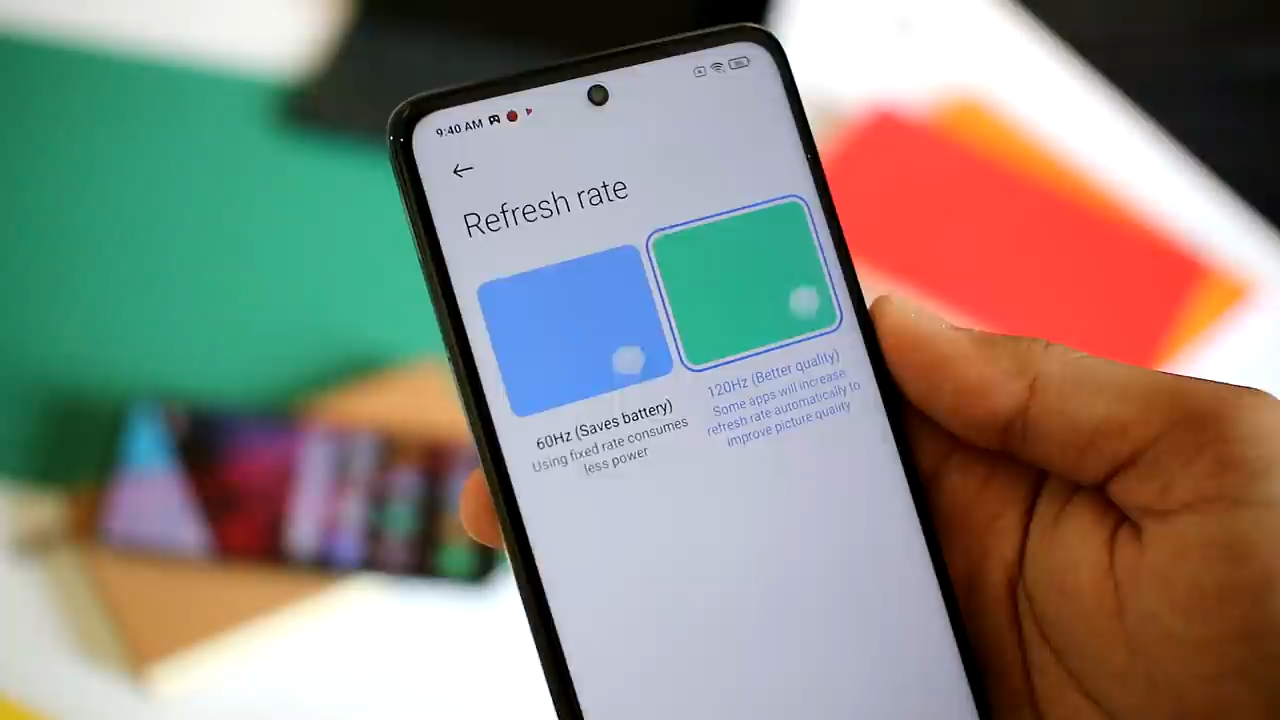 9:40 AM
Refresh rate
60Hz (Saves battery)
Using fixed rate consumes
less power
120Hz (Better quality)
Some apps will increase
refresh rate automatically to
improve picture quality